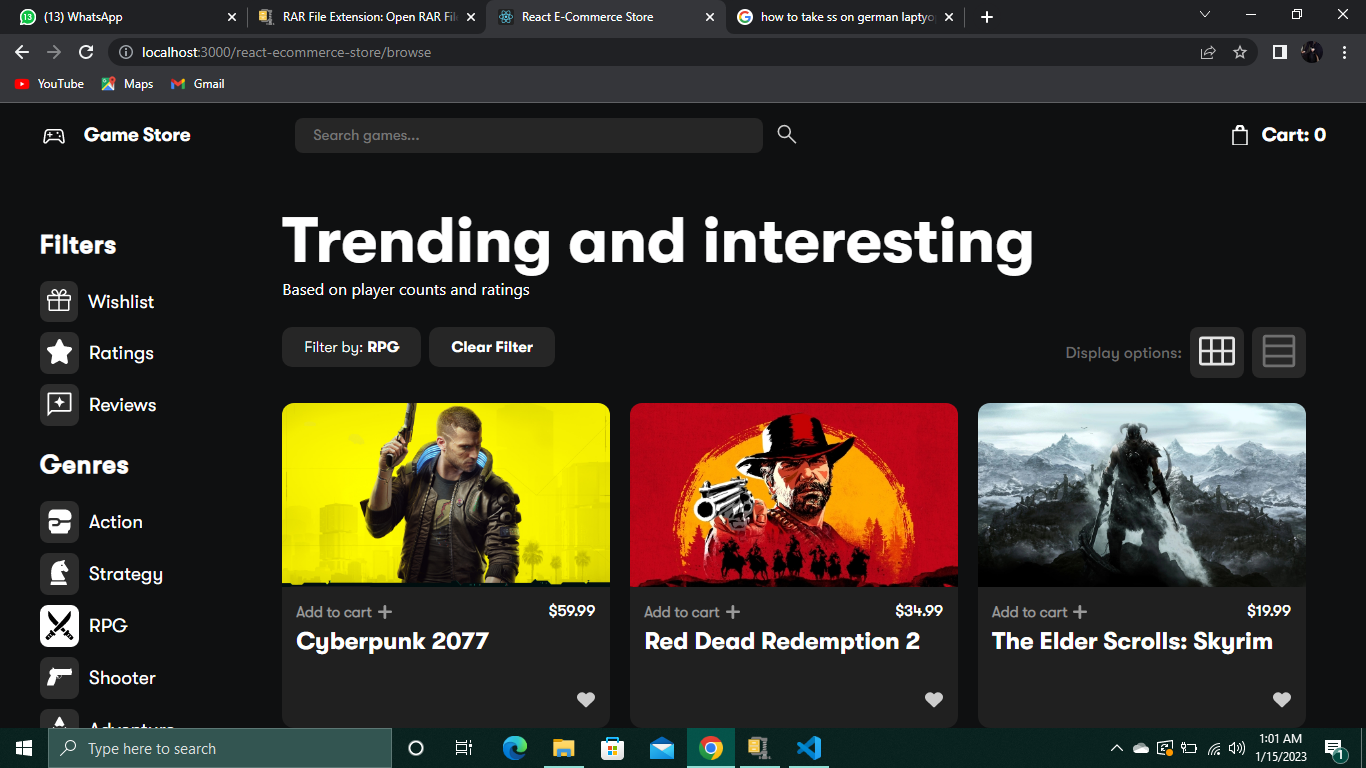 (13) WhatsApp
RAR File Extension: Open RAR File
React E-Commerce Store
how to take ss on german laptyo
localhost:3000/react-ecommerce-store/browse
YouTube
Maps
Gmail
Game Store
Search games...
Cart: 0
Trending and interesting
Based on player counts and ratings
Filters
Wishlist
Ratings
Reviews
Genres
Action
Strategy
RPG
Shooter
Adventure
Filter by: RPG
Clear Filter
Display options:
Add to cart
$59.99
Cyberpunk 2077
Add to cart
$34.99
Red Dead Redemption 2
Add to cart
$19.99
The Elder Scrolls: Skyrim
Type here to search
1:01 AM
1/15/2023
1